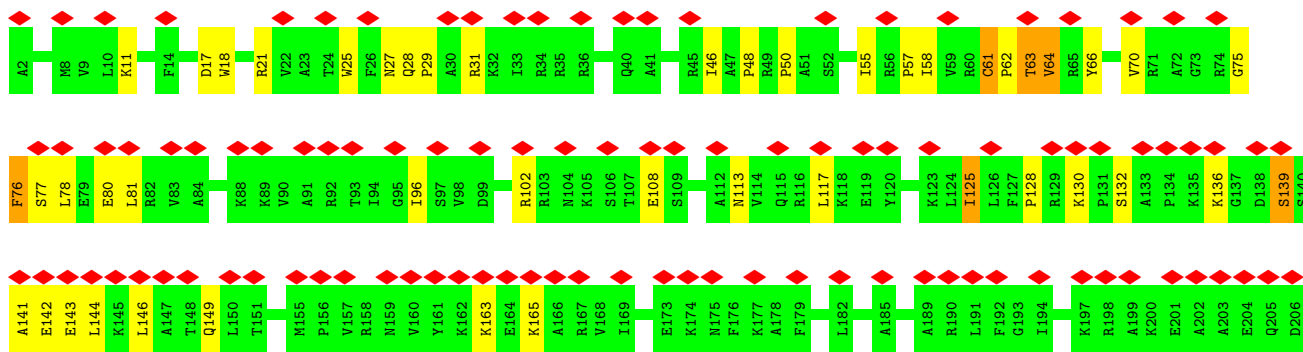 A2 M8 V9 L10 K11 F14 D17 W18 R21 V22 A23 T24 W25 F26 N27 Q28 P29 A30 R31 K32 I33 R34 R35 R36 Q40 A41 R45 I46 A47 P48 R49 P50 A51 S52 I55 R56 P57 I58 V59 R60 C61 P62 T63 V64 R65 Y66 V70 R71 A72 G73 R74 G75
F76 S77 L78 E79 E80 L81 R82 V83 A84 K88 K89 V90 A91 R92 T93 I94 G95 I96 S97 V98 D99 R102 R103 N104 K105 S106 T107 E108 S109 A112 N113 V114 Q115 R116 L117 K118 E119 Y120 K123 L124 I125 L126 F127 P128 R129 K130 P131 S132 A133 P134 K135 K136 G137 D138 S139 S140
A141 E142 E143 L144 K145 L146 A147 T148 Q149 L150 T151 M155 P156 V157 R158 N159 V160 Y161 K162 K163 E164 K165 A166 R167 V168 I169 E173 K174 N175 F176 K177 A178 F179 L182 A185 A189 R190 L191 F192 G193 I194 K197 R198 A199 K200 E201 A202 A203 E204 Q205 D206